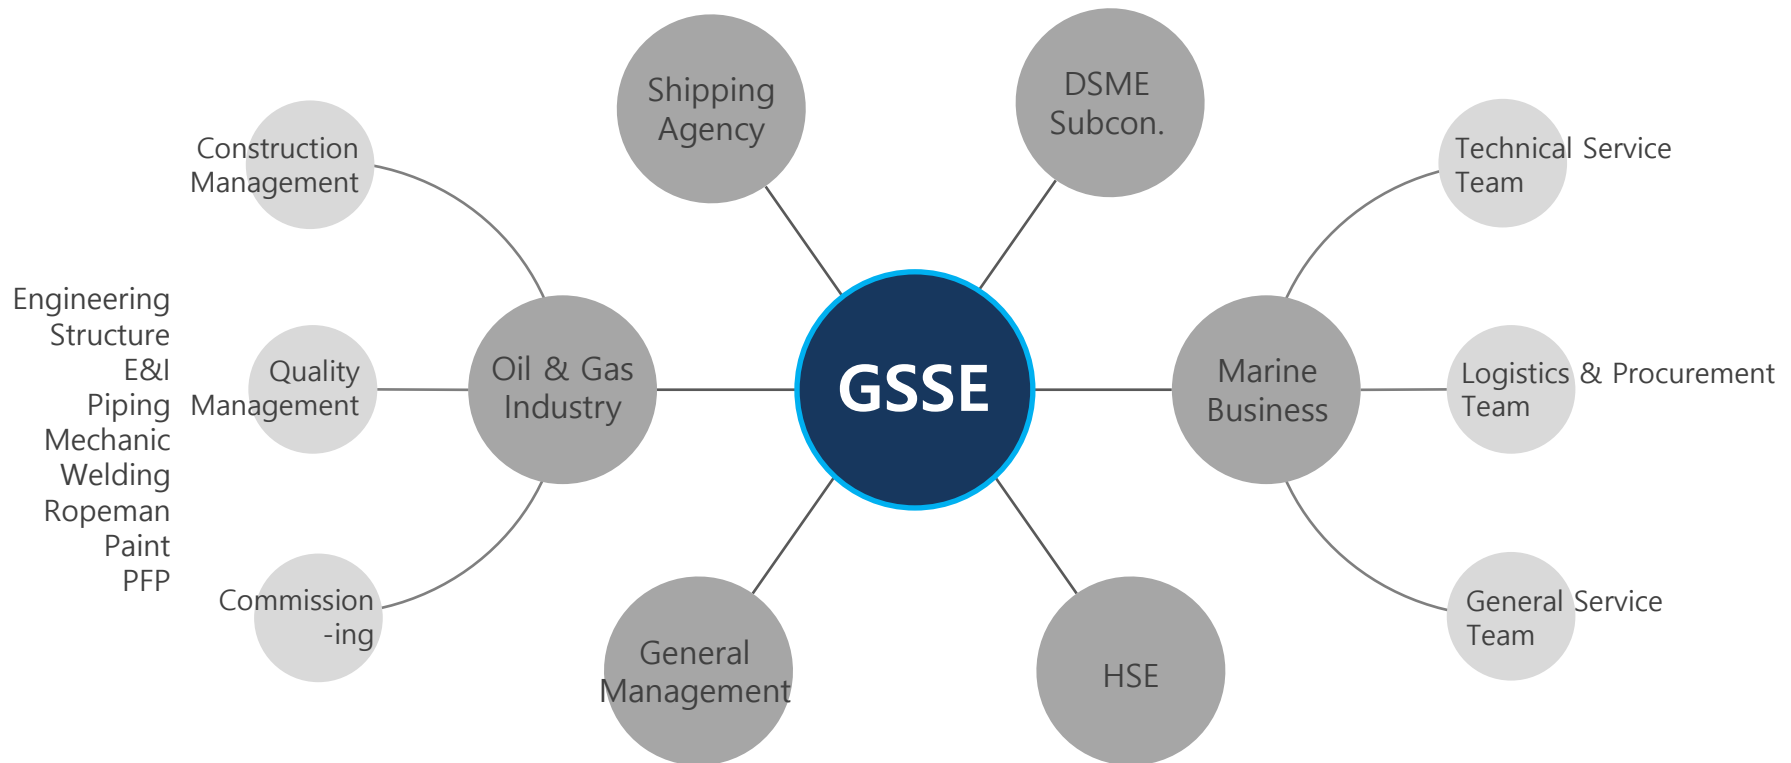 Shipping
Agency
DSME
Subcon.
Construction
Management
Technical Service
Team
Engineering
Structure
E&I
Piping
Mechanic
Welding
Ropeman
Paint
PFP
Quality
Management
Oil & Gas
Industry
GSSE
Marine
Business
Logistics & Procurement
Team
Commission
-ing
General Service
Team
General
Management
HSE